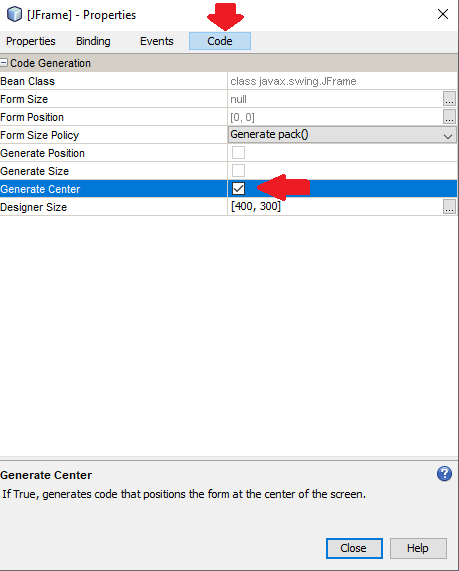 [JFrame] - Properties
Properties Binding Events Code
Code Generation
Bean Class class javax.swing.JFrame
Form Size null ...
Form Position [0, 0] ...
Form Size Policy Generate pack()
Generate Position
Generate Size
Generate Center
Designer Size [400, 300] ...
Generate Center ?
If True, generates code that positions the form at the center of the screen.
Close Help